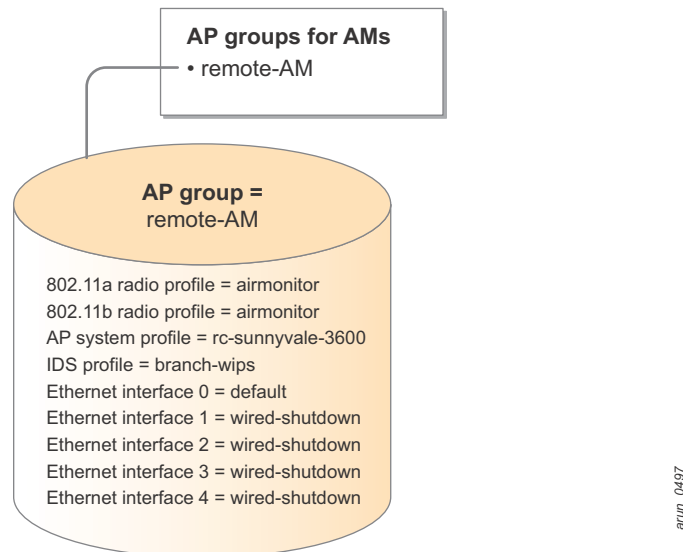 AP groups for AMs
• remote-AM
AP group =
remote-AM
802.11a radio profile = airmonitor
802.11b radio profile = airmonitor
AP system profile = rc-sunnyvale-3600
IDS profile = branch-wips
Ethernet interface 0 = default
Ethernet interface 1 = wired-shutdown
Ethernet interface 2 = wired-shutdown
Ethernet interface 3 = wired-shutdown
Ethernet interface 4 = wired-shutdown
arun_0497